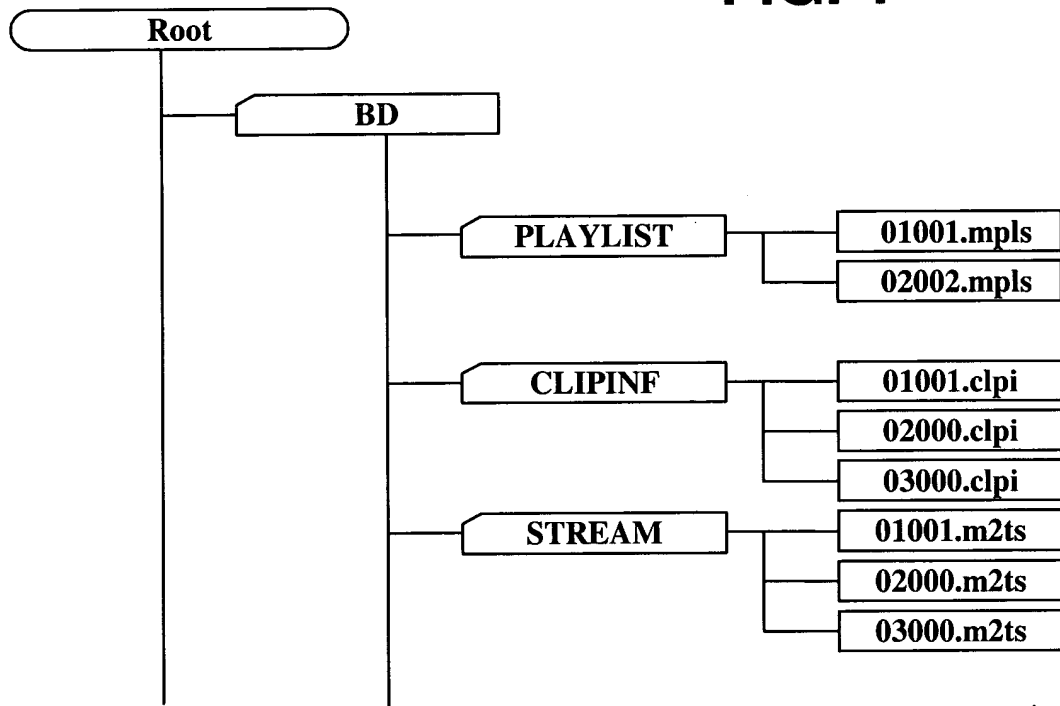 Root
BD
PLAYLIST
01001.mpls
02002.mpls
CLIPINF
01001.clpi
02000.clpi
03000.clpi
STREAM
01001.m2ts
02000.m2ts
03000.m2ts